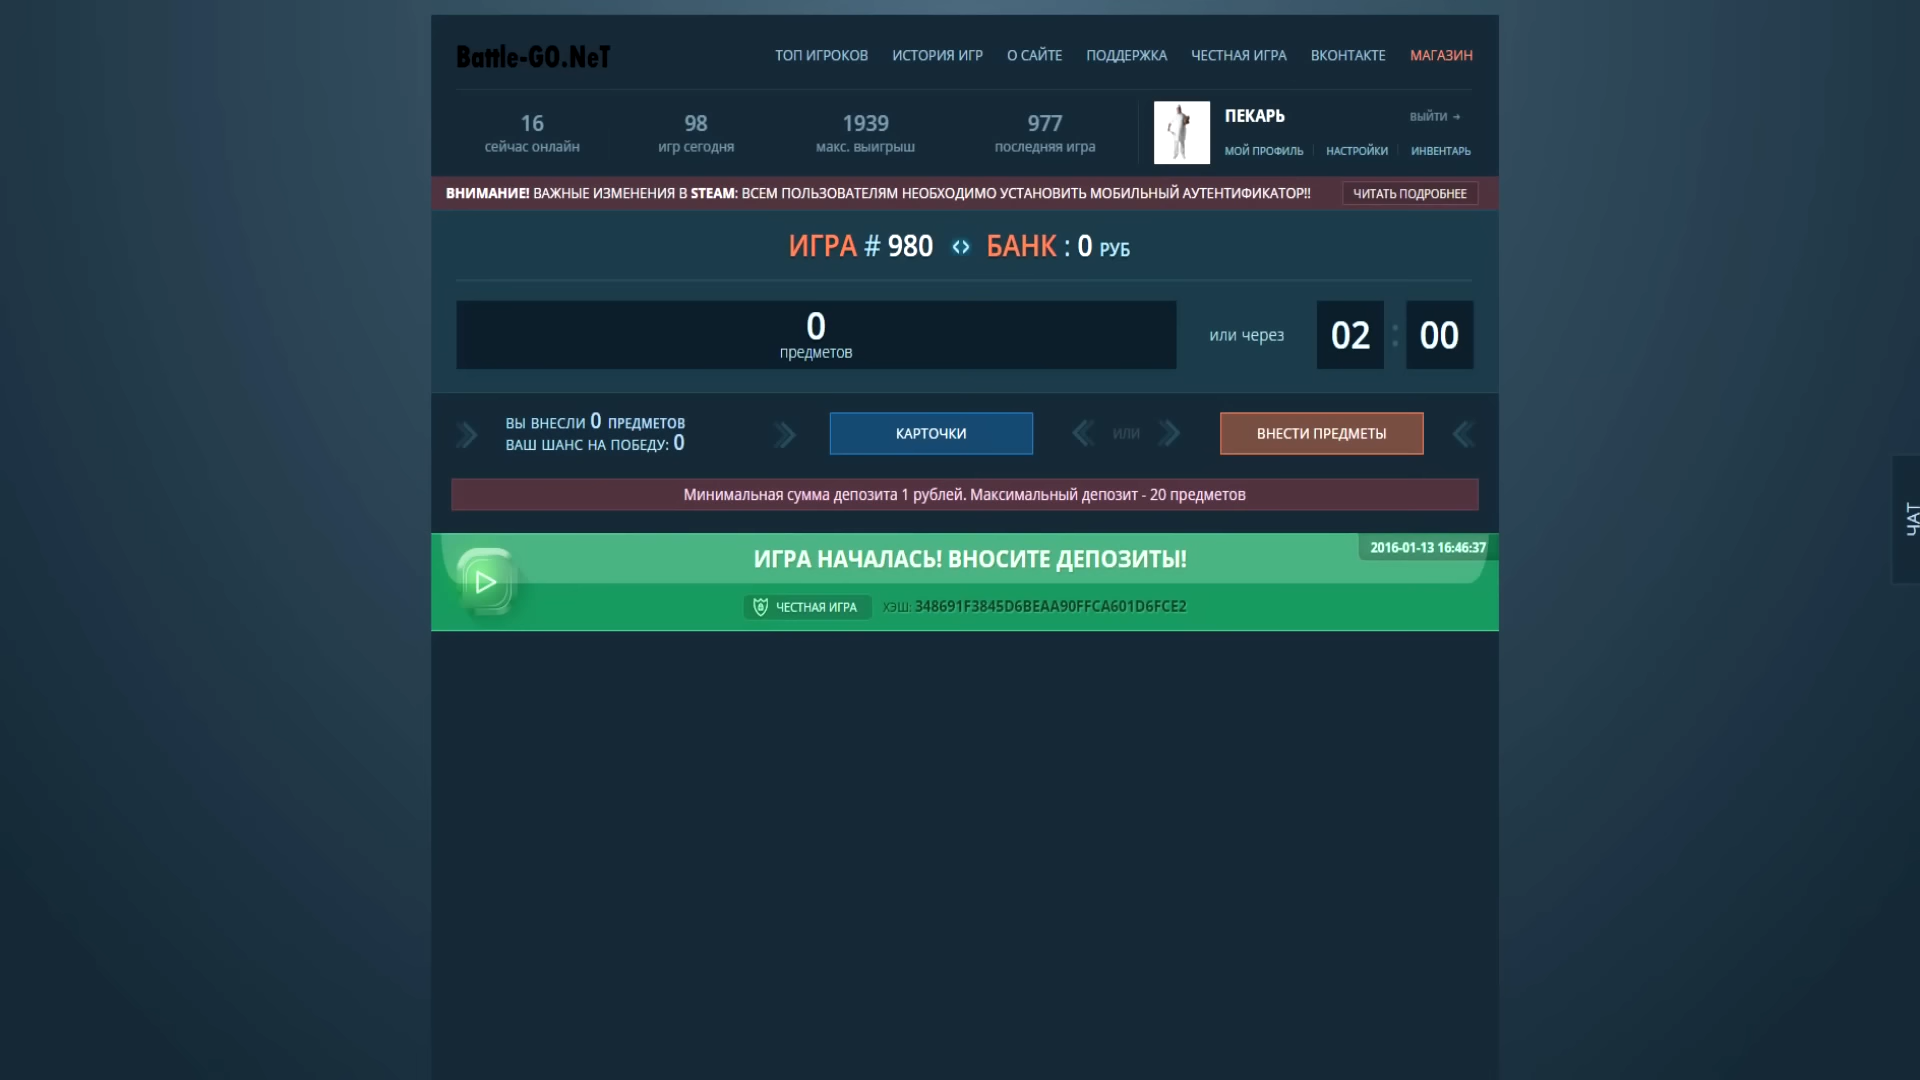 Battle-GO.NeT
ТОП ИГРОКОВ ИСТОРИЯ ИГР О САЙТЕ ПОДДЕРЖКА ЧЕСТНАЯ ИГРА ВКОНТАКТЕ МАГАЗИН
16 98 1939 977
сейчас онлайн игр сегодня макс. выигрыш последняя игра
ПЕКАРЬ ВЫЙТИ →
МОЙ ПРОФИЛЬ НАСТРОЙКИ ИНВЕНТАРЬ
ВНИМАНИЕ! ВАЖНЫЕ ИЗМЕНЕНИЯ В STEAM: ВСЕМ ПОЛЬЗОВАТЕЛЯМ НЕОБХОДИМО УСТАНОВИТЬ МОБИЛЬНЫЙ АУТЕНТИФИКАТОР!! ЧИТАТЬ ПОДРОБНЕЕ
ИГРА # 980 <> БАНК : 0 РУБ
0
предметов
или через 02 : 00
ВЫ ВНЕСЛИ 0 ПРЕДМЕТОВ
ВАШ ШАНС НА ПОБЕДУ: 0
КАРТОЧКИ ИЛИ ВНЕСТИ ПРЕДМЕТЫ
Минимальная сумма депозита 1 рублей. Максимальный депозит - 20 предметов
ИГРА НАЧАЛАСЬ! ВНОСИТЕ ДЕПОЗИТЫ!
2016-01-13 16:46:37
ЧЕСТНАЯ ИГРА ХЭШ: 348691F3845D6BEAA90FFCA601D6FCE2
ЧАТ